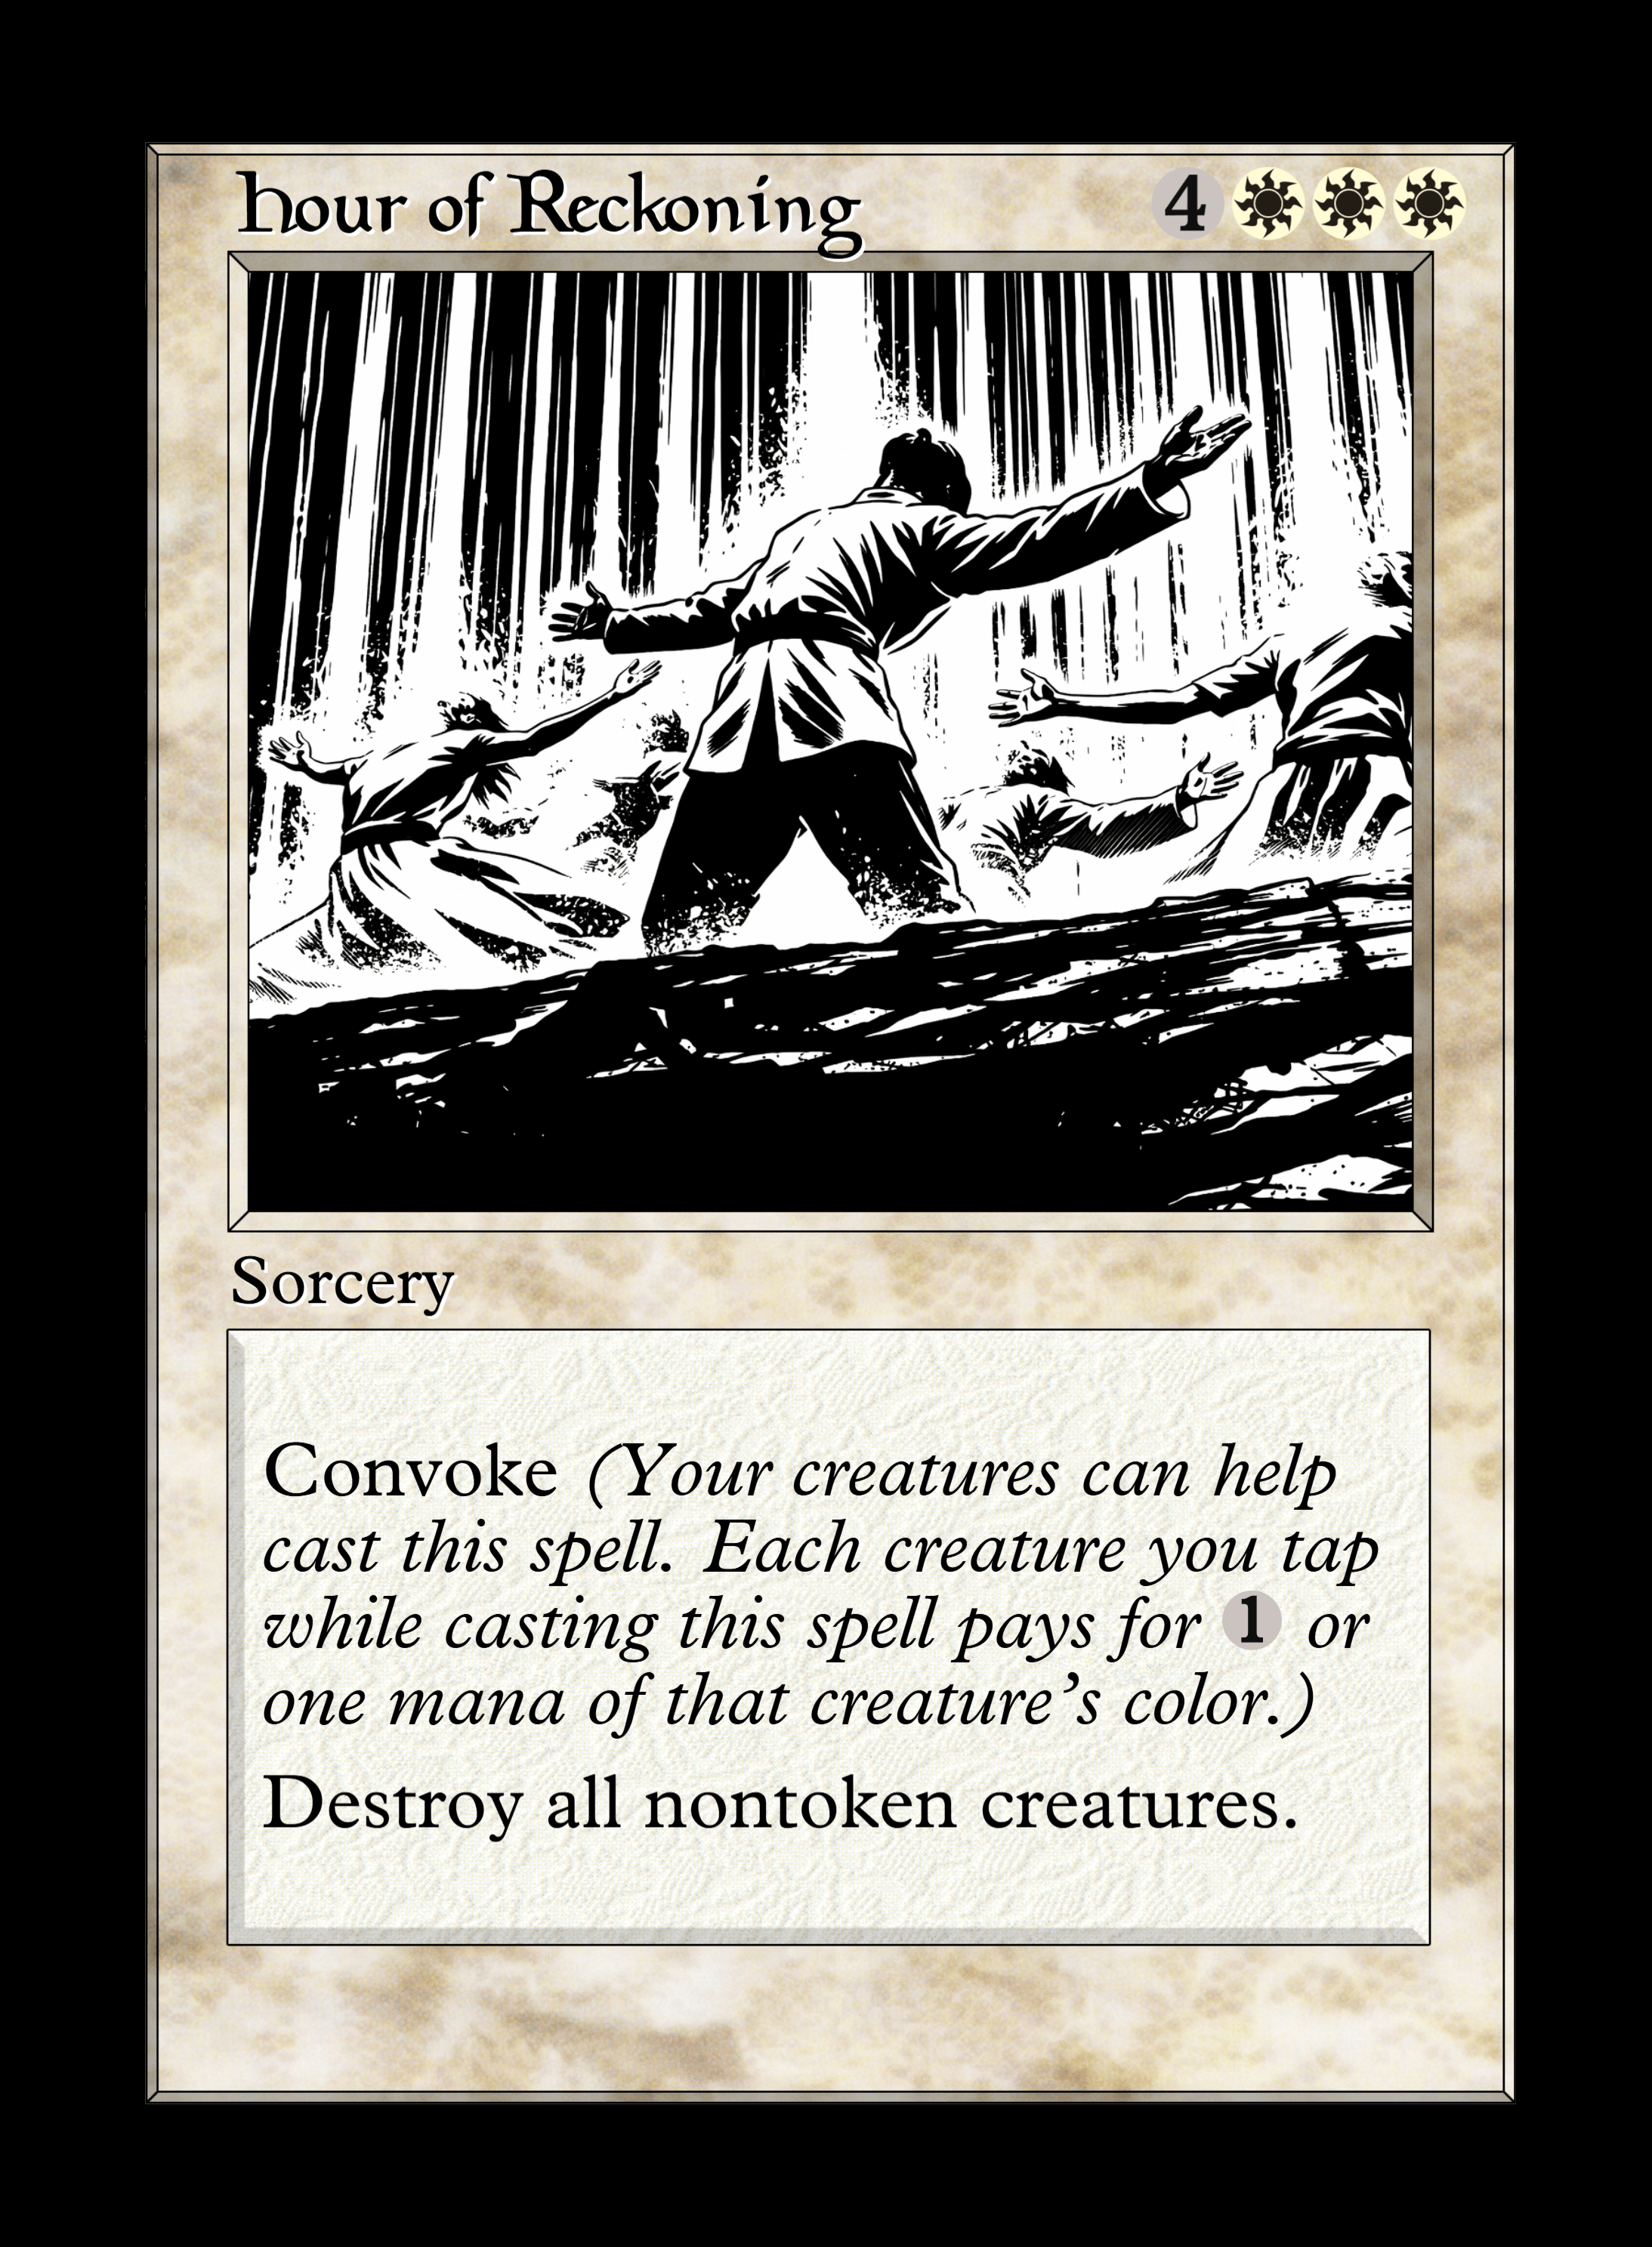 Hour of Reckoning 4
Sorcery
Convoke (Your creatures can help
cast this spell. Each creature you tap
while casting this spell pays for 1 or
one mana of that creature’s color.)
Destroy all nontoken creatures.